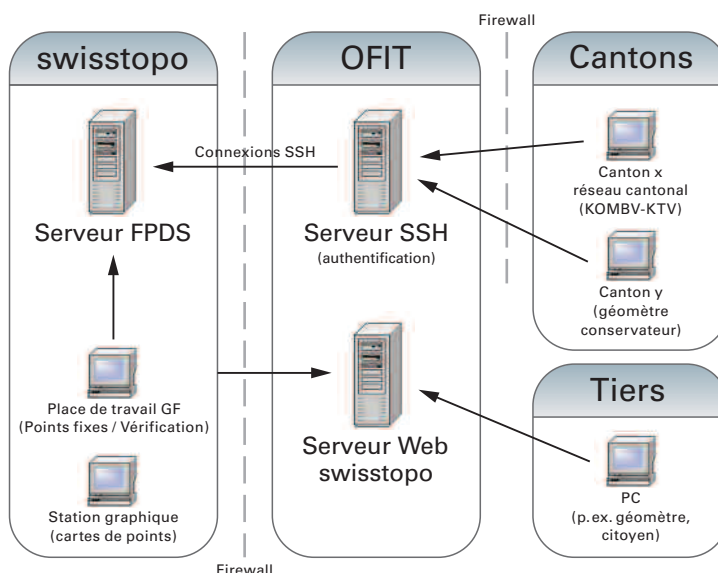 Firewall
swisstopo
OFIT
Cantons
Connexions SSH
Serveur FPDS
Serveur SSH
(authentification)
Canton x
réseau cantonal
(KOMBV-KTV)
Canton y
(géomètre
conservateur)
Place de travail GF
(Points fixes / Vérification)
Station graphique
(cartes de points)
Serveur Web
swisstopo
Tiers
PC
(p. ex. géomètre,
citoyen)
Firewall